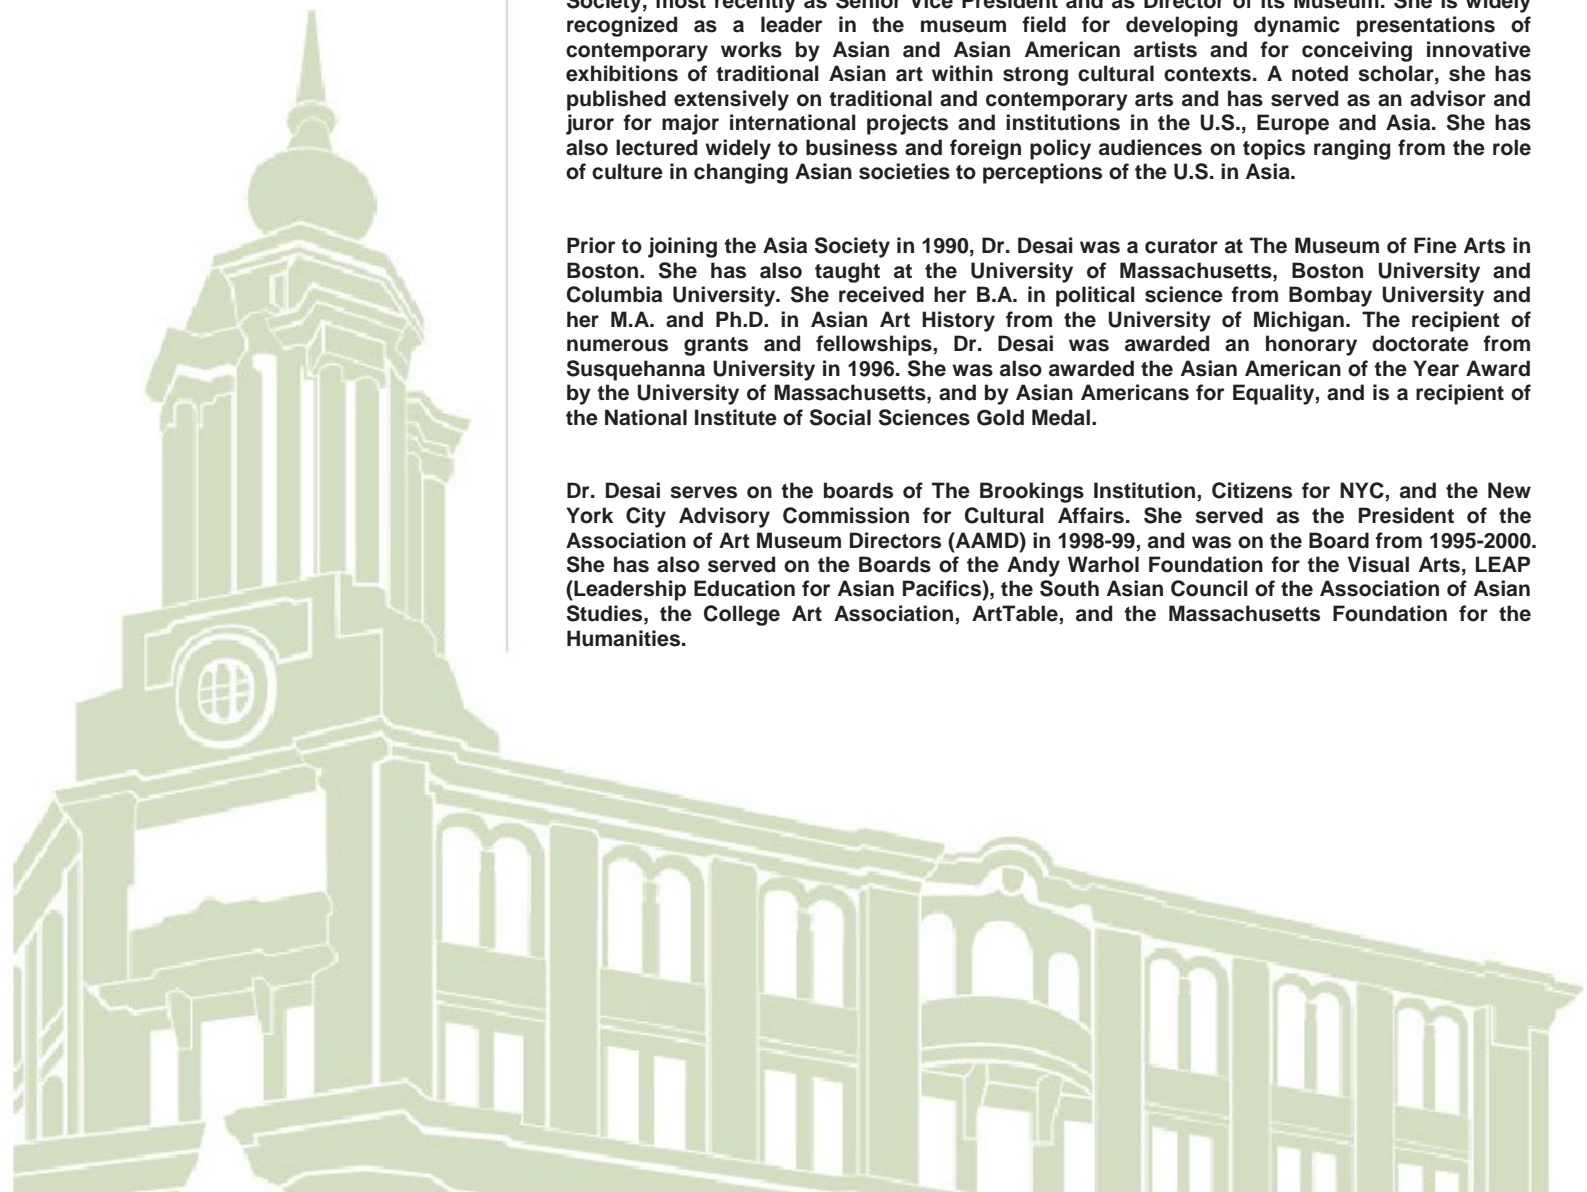 Society, most recently as Senior Vice President and as Director of its Museum. She is widely
recognized as a leader in the museum field for developing dynamic presentations of
contemporary works by Asian and Asian American artists and for conceiving innovative
exhibitions of traditional Asian art within strong cultural contexts. A noted scholar, she has
published extensively on traditional and contemporary arts and has served as an advisor and
juror for major international projects and institutions in the U.S., Europe and Asia. She has
also lectured widely to business and foreign policy audiences on topics ranging from the role
of culture in changing Asian societies to perceptions of the U.S. in Asia.
Prior to joining the Asia Society in 1990, Dr. Desai was a curator at The Museum of Fine Arts in
Boston. She has also taught at the University of Massachusetts, Boston University and
Columbia University. She received her B.A. in political science from Bombay University and
her M.A. and Ph.D. in Asian Art History from the University of Michigan. The recipient of
numerous grants and fellowships, Dr. Desai was awarded an honorary doctorate from
Susquehanna University in 1996. She was also awarded the Asian American of the Year Award
by the University of Massachusetts, and by Asian Americans for Equality, and is a recipient of
the National Institute of Social Sciences Gold Medal.
Dr. Desai serves on the boards of The Brookings Institution, Citizens for NYC, and the New
York City Advisory Commission for Cultural Affairs. She served as the President of the
Association of Art Museum Directors (AAMD) in 1998-99, and was on the Board from 1995-2000.
She has also served on the Boards of the Andy Warhol Foundation for the Visual Arts, LEAP
(Leadership Education for Asian Pacifics), the South Asian Council of the Association of Asian
Studies, the College Art Association, ArtTable, and the Massachusetts Foundation for the
Humanities.